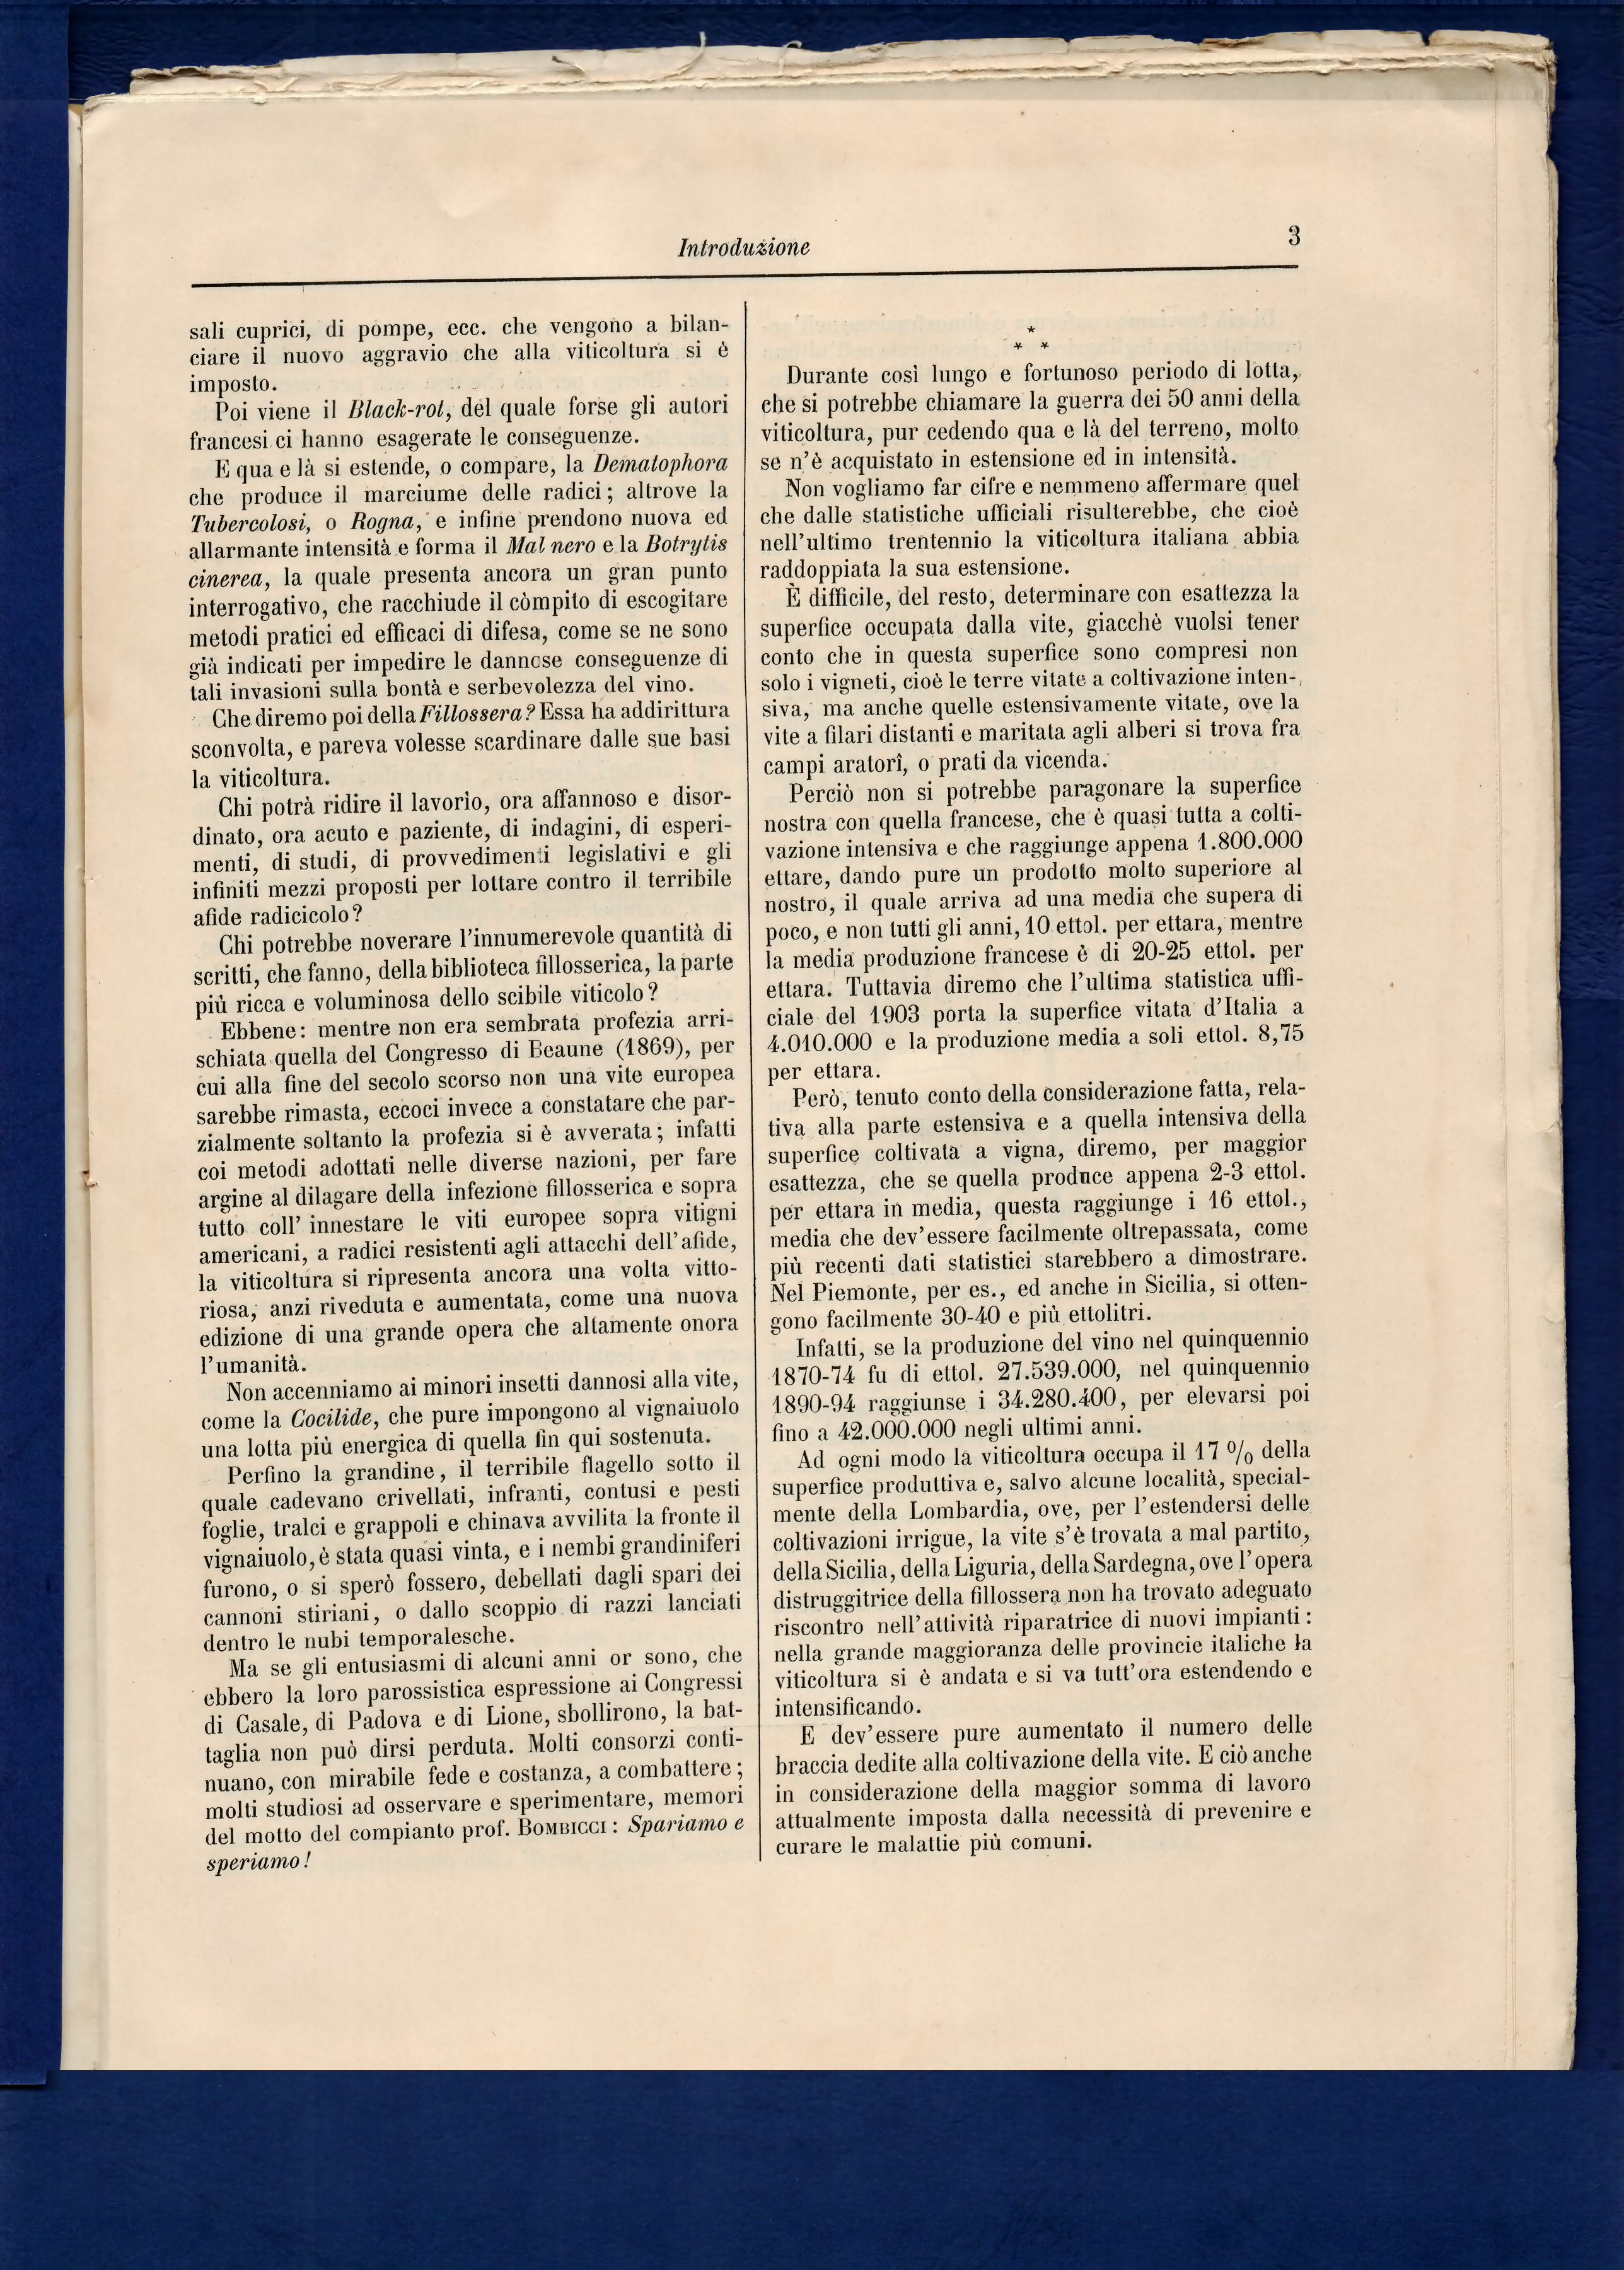 Introduzione
3
sali cuprici, di pompe, ecc. che vengono a bilan-
ciare il nuovo aggravio che alla viticoltura si è
imposto.
Poi viene il Black-rot, del quale forse gli autori
francesi ci hanno esagerate le conseguenze.
E qua e là si estende, o compare, la Dematophora
che produce il marciume delle radici; altrove la
Tubercolosi, o Rogna, e infine prendono nuova ed
allarmante intensità e forma il Mal nero e la Botrytis
cinerea, la quale presenta ancora un gran punto
interrogativo, che racchiude il còmpito di escogitare
metodi pratici ed efficaci di difesa, come se ne sono
già indicati per impedire le dannose conseguenze di
tali invasioni sulla bontà e serbevolezza del vino.
Che diremo poi della Fillossera? Essa ha addirittura
sconvolta, e pareva volesse scardinare dalle sue basi
la viticoltura.
Chi potrà ridire il lavorìo, ora affannoso e disor-
dinato, ora acuto e paziente, di indagini, di esperi-
menti, di studi, di provvedimenti legislativi e gli
infiniti mezzi proposti per lottare contro il terribile
afide radicicolo?
Chi potrebbe noverare l'innumerevole quantità di
scritti, che fanno, della biblioteca fillosserica, la parte
più ricca e voluminosa dello scibile viticolo?
Ebbene: mentre non era sembrata profezia arri-
schiata quella del Congresso di Beaune (1869), per
cui alla fine del secolo scorso non una vite europea
sarebbe rimasta, eccoci invece a constatare che par-
zialmente soltanto la profezia si è avverata; infatti
coi metodi adottati nelle diverse nazioni, per fare
argine al dilagare della infezione fillosserica e sopra
tutto coll' innestare le viti europee sopra vitigni
americani, a radici resistenti agli attacchi dell'afide,
la viticoltura si ripresenta ancora una volta vitto-
riosa, anzi riveduta e aumentata, come una nuova
edizione di una grande opera che altamente onora
l'umanità.
Non accenniamo ai minori insetti dannosi alla vite,
come la Cocilide, che pure impongono al vignaiuolo
una lotta più energica di quella fin qui sostenuta.
Perfino la grandine, il terribile flagello sotto il
quale cadevano crivellati, infranti, contusi e pesti
foglie, tralci e grappoli e chinava avvilita la fronte il
vignaiuolo, è stata quasi vinta, e i nembi grandiniferi
furono, o si sperò fossero, debellati dagli spari dei
cannoni stiriani, o dallo scoppio di razzi lanciati
dentro le nubi temporalesche.
Ma se gli entusiasmi di alcuni anni or sono, che
ebbero la loro parossistica espressione ai Congressi
di Casale, di Padova e di Lione, sbollirono, la bat-
taglia non può dirsi perduta. Molti consorzi conti-
nuano, con mirabile fede e costanza, a combattere;
molti studiosi ad osservare e sperimentare, memori
del motto del compianto prof. BOMBICCI: Spariamo e
speriamo!
*
* *
Durante così lungo e fortunoso periodo di lotta,
che si potrebbe chiamare la guerra dei 50 anni della
viticoltura, pur cedendo qua e là del terreno, molto
se n'è acquistato in estensione ed in intensità.
Non vogliamo far cifre e nemmeno affermare quel
che dalle statistiche ufficiali risulterebbe, che cioè
nell'ultimo trentennio la viticoltura italiana abbia
raddoppiata la sua estensione.
È difficile, del resto, determinare con esattezza la
superfice occupata dalla vite, giacchè vuolsi tener
conto che in questa superfice sono compresi non
solo i vigneti, cioè le terre vitate a coltivazione inten-
siva, ma anche quelle estensivamente vitate, ove la
vite a filari distanti e maritata agli alberi si trova fra
campi aratorî, o prati da vicenda.
Perciò non si potrebbe paragonare la superfice
nostra con quella francese, che è quasi tutta a colti-
vazione intensiva e che raggiunge appena 1.800.000
ettare, dando pure un prodotto molto superiore al
nostro, il quale arriva ad una media che supera di
poco, e non tutti gli anni, 10 ettol. per ettara, mentre
la media produzione francese è di 20-25 ettol. per
ettara. Tuttavia diremo che l'ultima statistica uffi-
ciale del 1903 porta la superfice vitata d'Italia a
4.010.000 e la produzione media a soli ettol. 8,75
per ettara.
Però, tenuto conto della considerazione fatta, rela-
tiva alla parte estensiva e a quella intensiva della
superfice coltivata a vigna, diremo, per maggior
esattezza, che se quella produce appena 2-3 ettol.
per ettara in media, questa raggiunge i 16 ettol.,
media che dev'essere facilmente oltrepassata, come
più recenti dati statistici starebbero a dimostrare.
Nel Piemonte, per es., ed anche in Sicilia, si otten-
gono facilmente 30-40 e più ettolitri.
Infatti, se la produzione del vino nel quinquennio
1870-74 fu di ettol. 27.539.000, nel quinquennio
1890-94 raggiunse i 34.280.400, per elevarsi poi
fino a 42.000.000 negli ultimi anni.
Ad ogni modo la viticoltura occupa il 17 % della
superfice produttiva e, salvo alcune località, special-
mente della Lombardia, ove, per l'estendersi delle
coltivazioni irrigue, la vite s'è trovata a mal partito,
della Sicilia, della Liguria, della Sardegna, ove l'opera
distruggitrice della fillossera non ha trovato adeguato
riscontro nell'attività riparatrice di nuovi impianti:
nella grande maggioranza delle provincie italiche la
viticoltura si è andata e si va tutt'ora estendendo e
intensificando.
E dev'essere pure aumentato il numero delle
braccia dedite alla coltivazione della vite. E ciò anche
in considerazione della maggior somma di lavoro
attualmente imposta dalla necessità di prevenire e
curare le malattie più comuni.